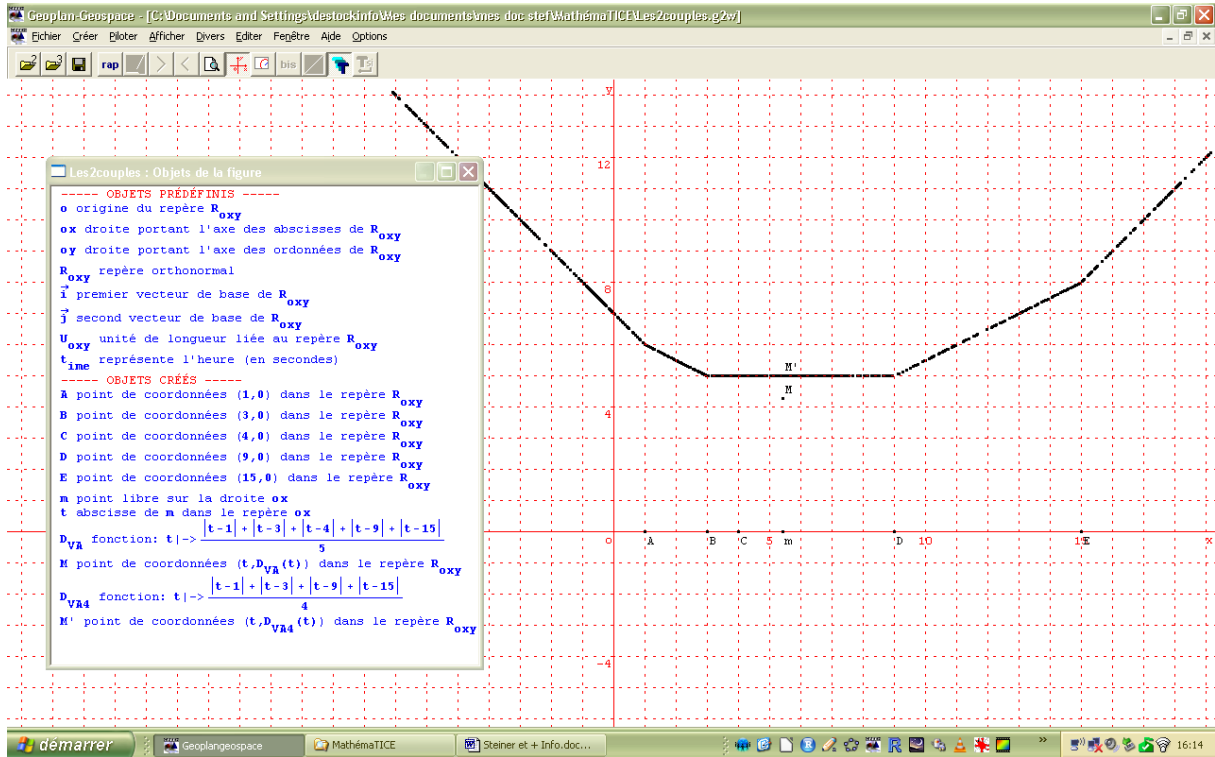 Geoplan-Geospace - [C:\Documents and Settings\destockinfo\Mes documents\mes doc stef\MathémaTICE\Les2couples.g2w]
Fichier Créer Piloter Afficher Divers Editer Fenêtre Aide Options
rap bis Ts
y
12
8
M'
M
4
o A B C 5 m D 10 15 E x
-4
Les2couples : Objets de la figure
----- OBJETS PRÉDÉFINIS -----
o origine du repère Roxy
ox droite portant l'axe des abscisses de Roxy
oy droite portant l'axe des ordonnées de Roxy
Roxy repère orthonormal
i premier vecteur de base de Roxy
j second vecteur de base de Roxy
Uoxy unité de longueur liée au repère Roxy
time représente l'heure (en secondes)
----- OBJETS CRÉÉS -----
A point de coordonnées (1,0) dans le repère Roxy
B point de coordonnées (3,0) dans le repère Roxy
C point de coordonnées (4,0) dans le repère Roxy
D point de coordonnées (9,0) dans le repère Roxy
E point de coordonnées (15,0) dans le repère Roxy
m point libre sur la droite ox
t abscisse de m dans le repère ox
DVA fonction: t|-> |t-1| + |t-3| + |t-4| + |t-9| + |t-15| / 5
M point de coordonnées (t,DVA(t)) dans le repère Roxy
DVA4 fonction: t|-> |t-1| + |t-3| + |t-9| + |t-15| / 4
M' point de coordonnées (t,DVA4(t)) dans le repère Roxy
démarrer Geoplangeospace MathémaTICE Steiner et + Info.doc... 16:14